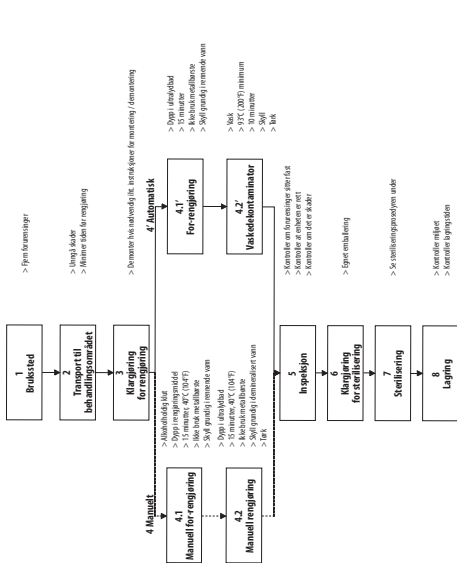 1
Brukssted
> Fjern forurensinger
2
Transport til
behandlingsområdet
> Unngå skader
> Minimer tiden før rengjøring
3
Klargjøring
for rengjøring
> Demonter hvis nødvendig iht. instruksjoner for montering / demontering
4 Manuelt
4.1
Manuell for-rengjøring
> Alkoholholdig klut
> Dypp i rengjøringsmiddel
> 15 minutter, 40°C (104°F)
> Ikke bruk metallbørste
> Skyll grundig i rennende vann
4.2
Manuell rengjøring
> Dypp i ultralydbad
> 15 minutter, 40°C (104°F)
> Ikke bruk metallbørste
> Skyll grundig i demineralisert vann
> Tørk
4' Automatisk
4.1'
For-rengjøring
> Dypp i ultralydbad
> 15 minutter
> Ikke bruk metallbørste
> Skyll grundig i rennende vann
4.2'
Vaskedekontaminator
> Vask
> 93°C (200°F) minimum
> 10 minutter
> Skyll
> Tørk
5
Inspeksjon
> Kontroller om forurensinger sitter fast
> Kontroller at enheten er rett
> Kontroller om det er skader
6
Klargjøring
for sterilisering
> Egnet emballering
7
Sterilisering
> Se steriliseringsprosedyren under
8
Lagring
> Kontroller miljøet
> Kontroller lagringstiden